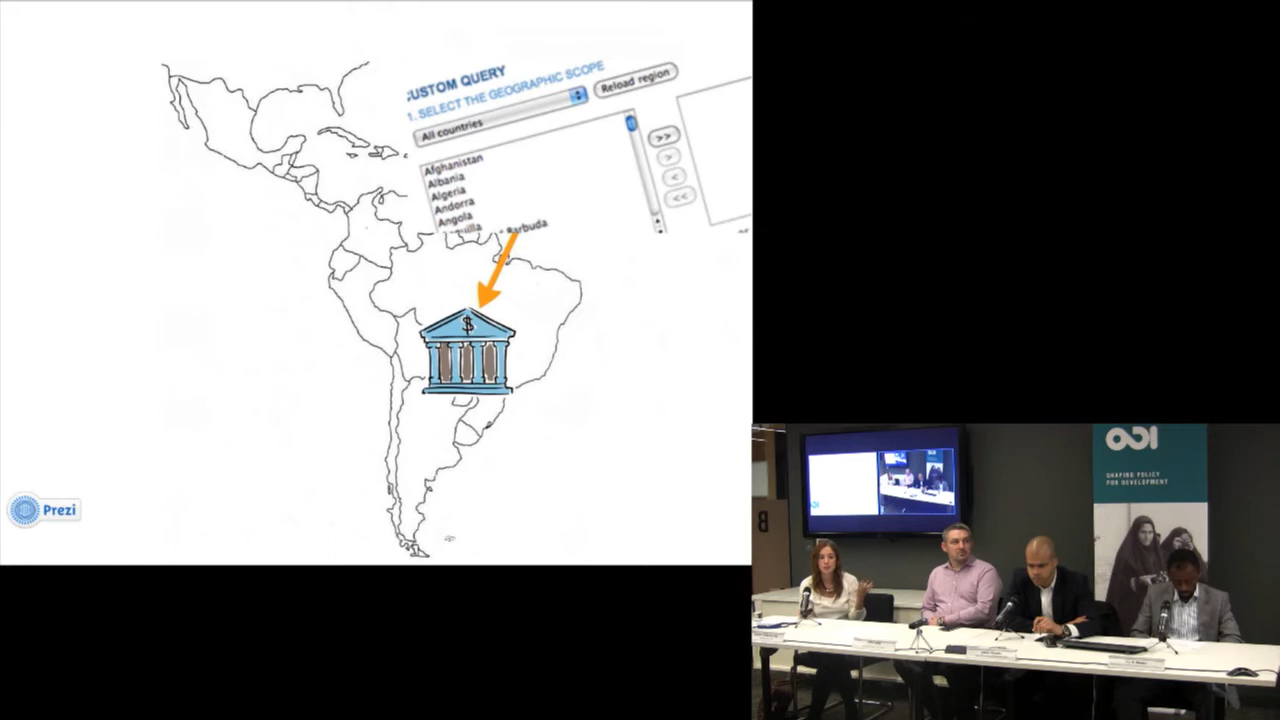 CUSTOM QUERY
1. SELECT THE GEOGRAPHIC SCOPE
All countries
Reload region
Afghanistan
Albania
Algeria
Andorra
Angola
Barbuda
>>
>
<
<<
$
Prezi
ODI
SHAPING POLICY
FOR DEVELOPMENT
B